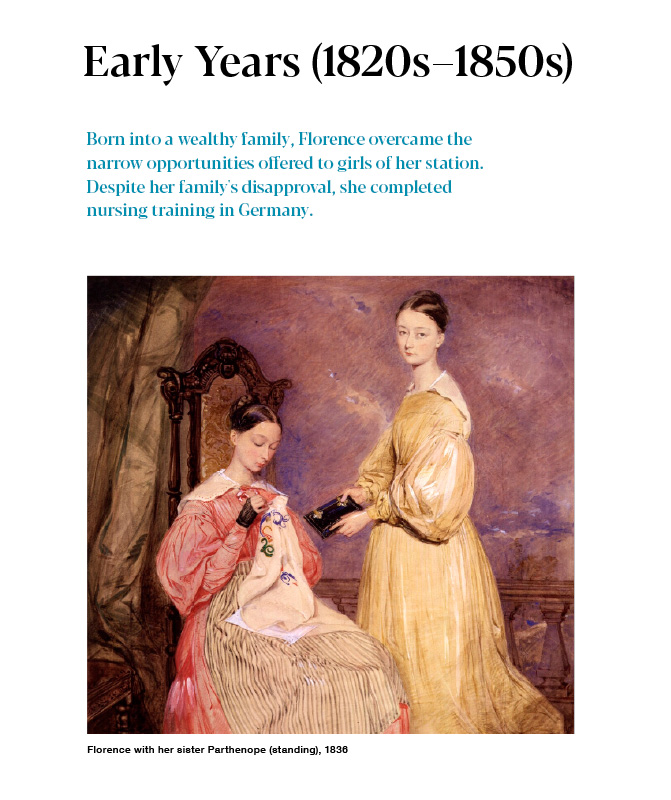 Early Years (1820s–1850s)
Born into a wealthy family, Florence overcame the
narrow opportunities offered to girls of her station.
Despite her family's disapproval, she completed
nursing training in Germany.
Florence with her sister Parthenope (standing), 1836